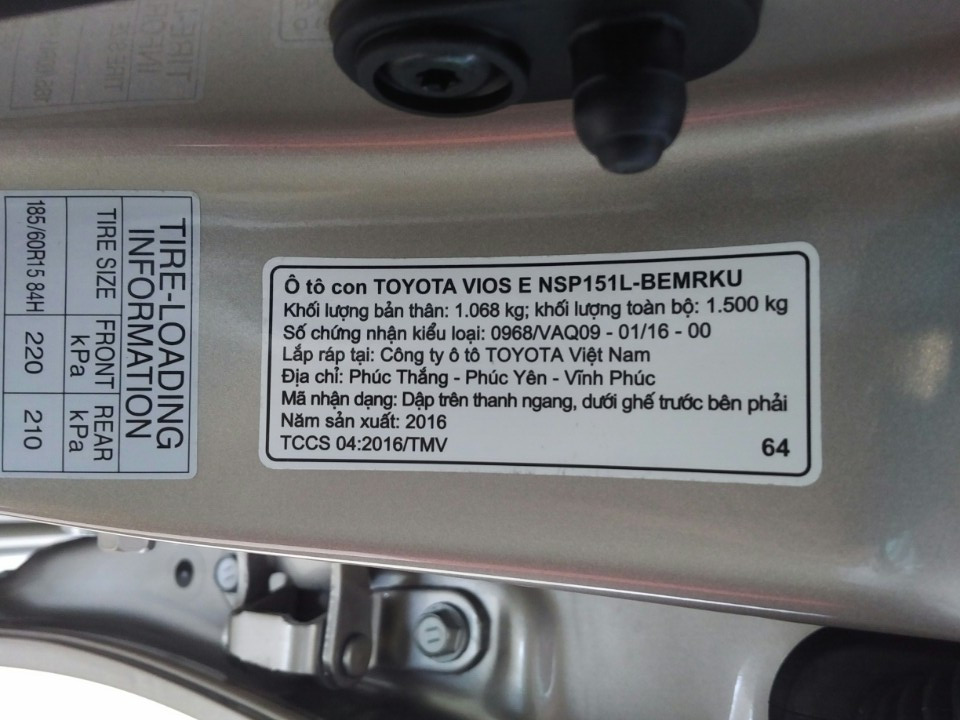 TIRE-LOADING
INFORMATION
TIRE SIZE FRONT kPa REAR kPa
185/60R15 84H 220 210
Ô tô con TOYOTA VIOS E NSP151L-BEMRKU
Khối lượng bản thân: 1.068 kg; khối lượng toàn bộ: 1.500 kg
Số chứng nhận kiểu loại: 0968/VAQ09 - 01/16 - 00
Lắp ráp tại: Công ty ô tô TOYOTA Việt Nam
Địa chỉ: Phúc Thắng - Phúc Yên - Vĩnh Phúc
Mã nhận dạng: Dập trên thanh ngang, dưới ghế trước bên phải
Năm sản xuất: 2016
TCCS 04:2016/TMV 64